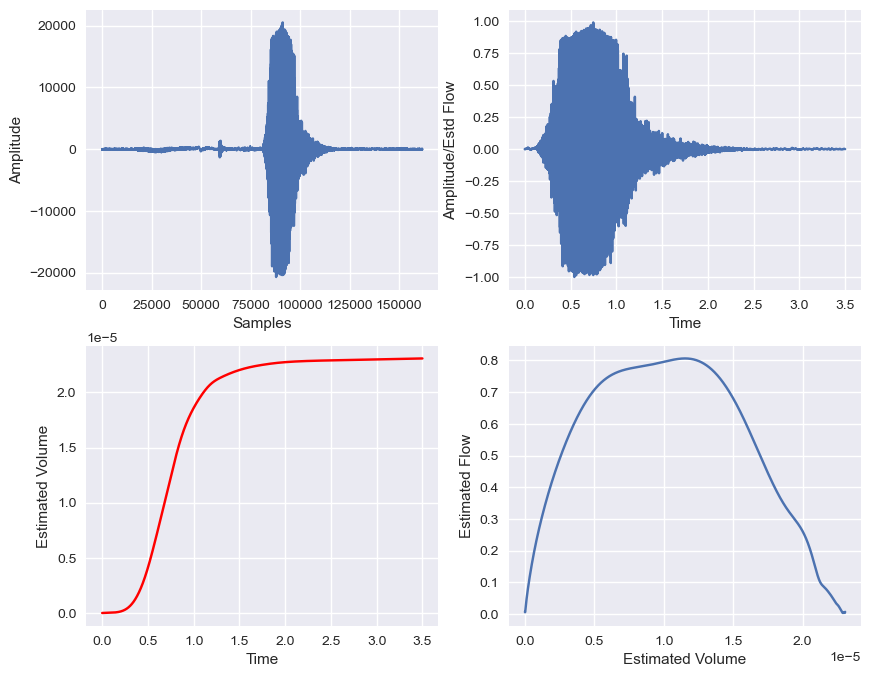 20000
10000
0
−10000
−20000
Amplitude
0 25000 50000 75000 100000 125000 150000
Samples
1.00
0.75
0.50
0.25
0.00
−0.25
−0.50
−0.75
−1.00
Amplitude/Estd Flow
0.0 0.5 1.0 1.5 2.0 2.5 3.0 3.5
Time
1e−5
2.0
1.5
1.0
0.5
0.0
Estimated Volume
0.0 0.5 1.0 1.5 2.0 2.5 3.0 3.5
Time
0.8
0.7
0.6
0.5
0.4
0.3
0.2
0.1
0.0
Estimated Flow
0.0 0.5 1.0 1.5 2.0
Estimated Volume
1e−5